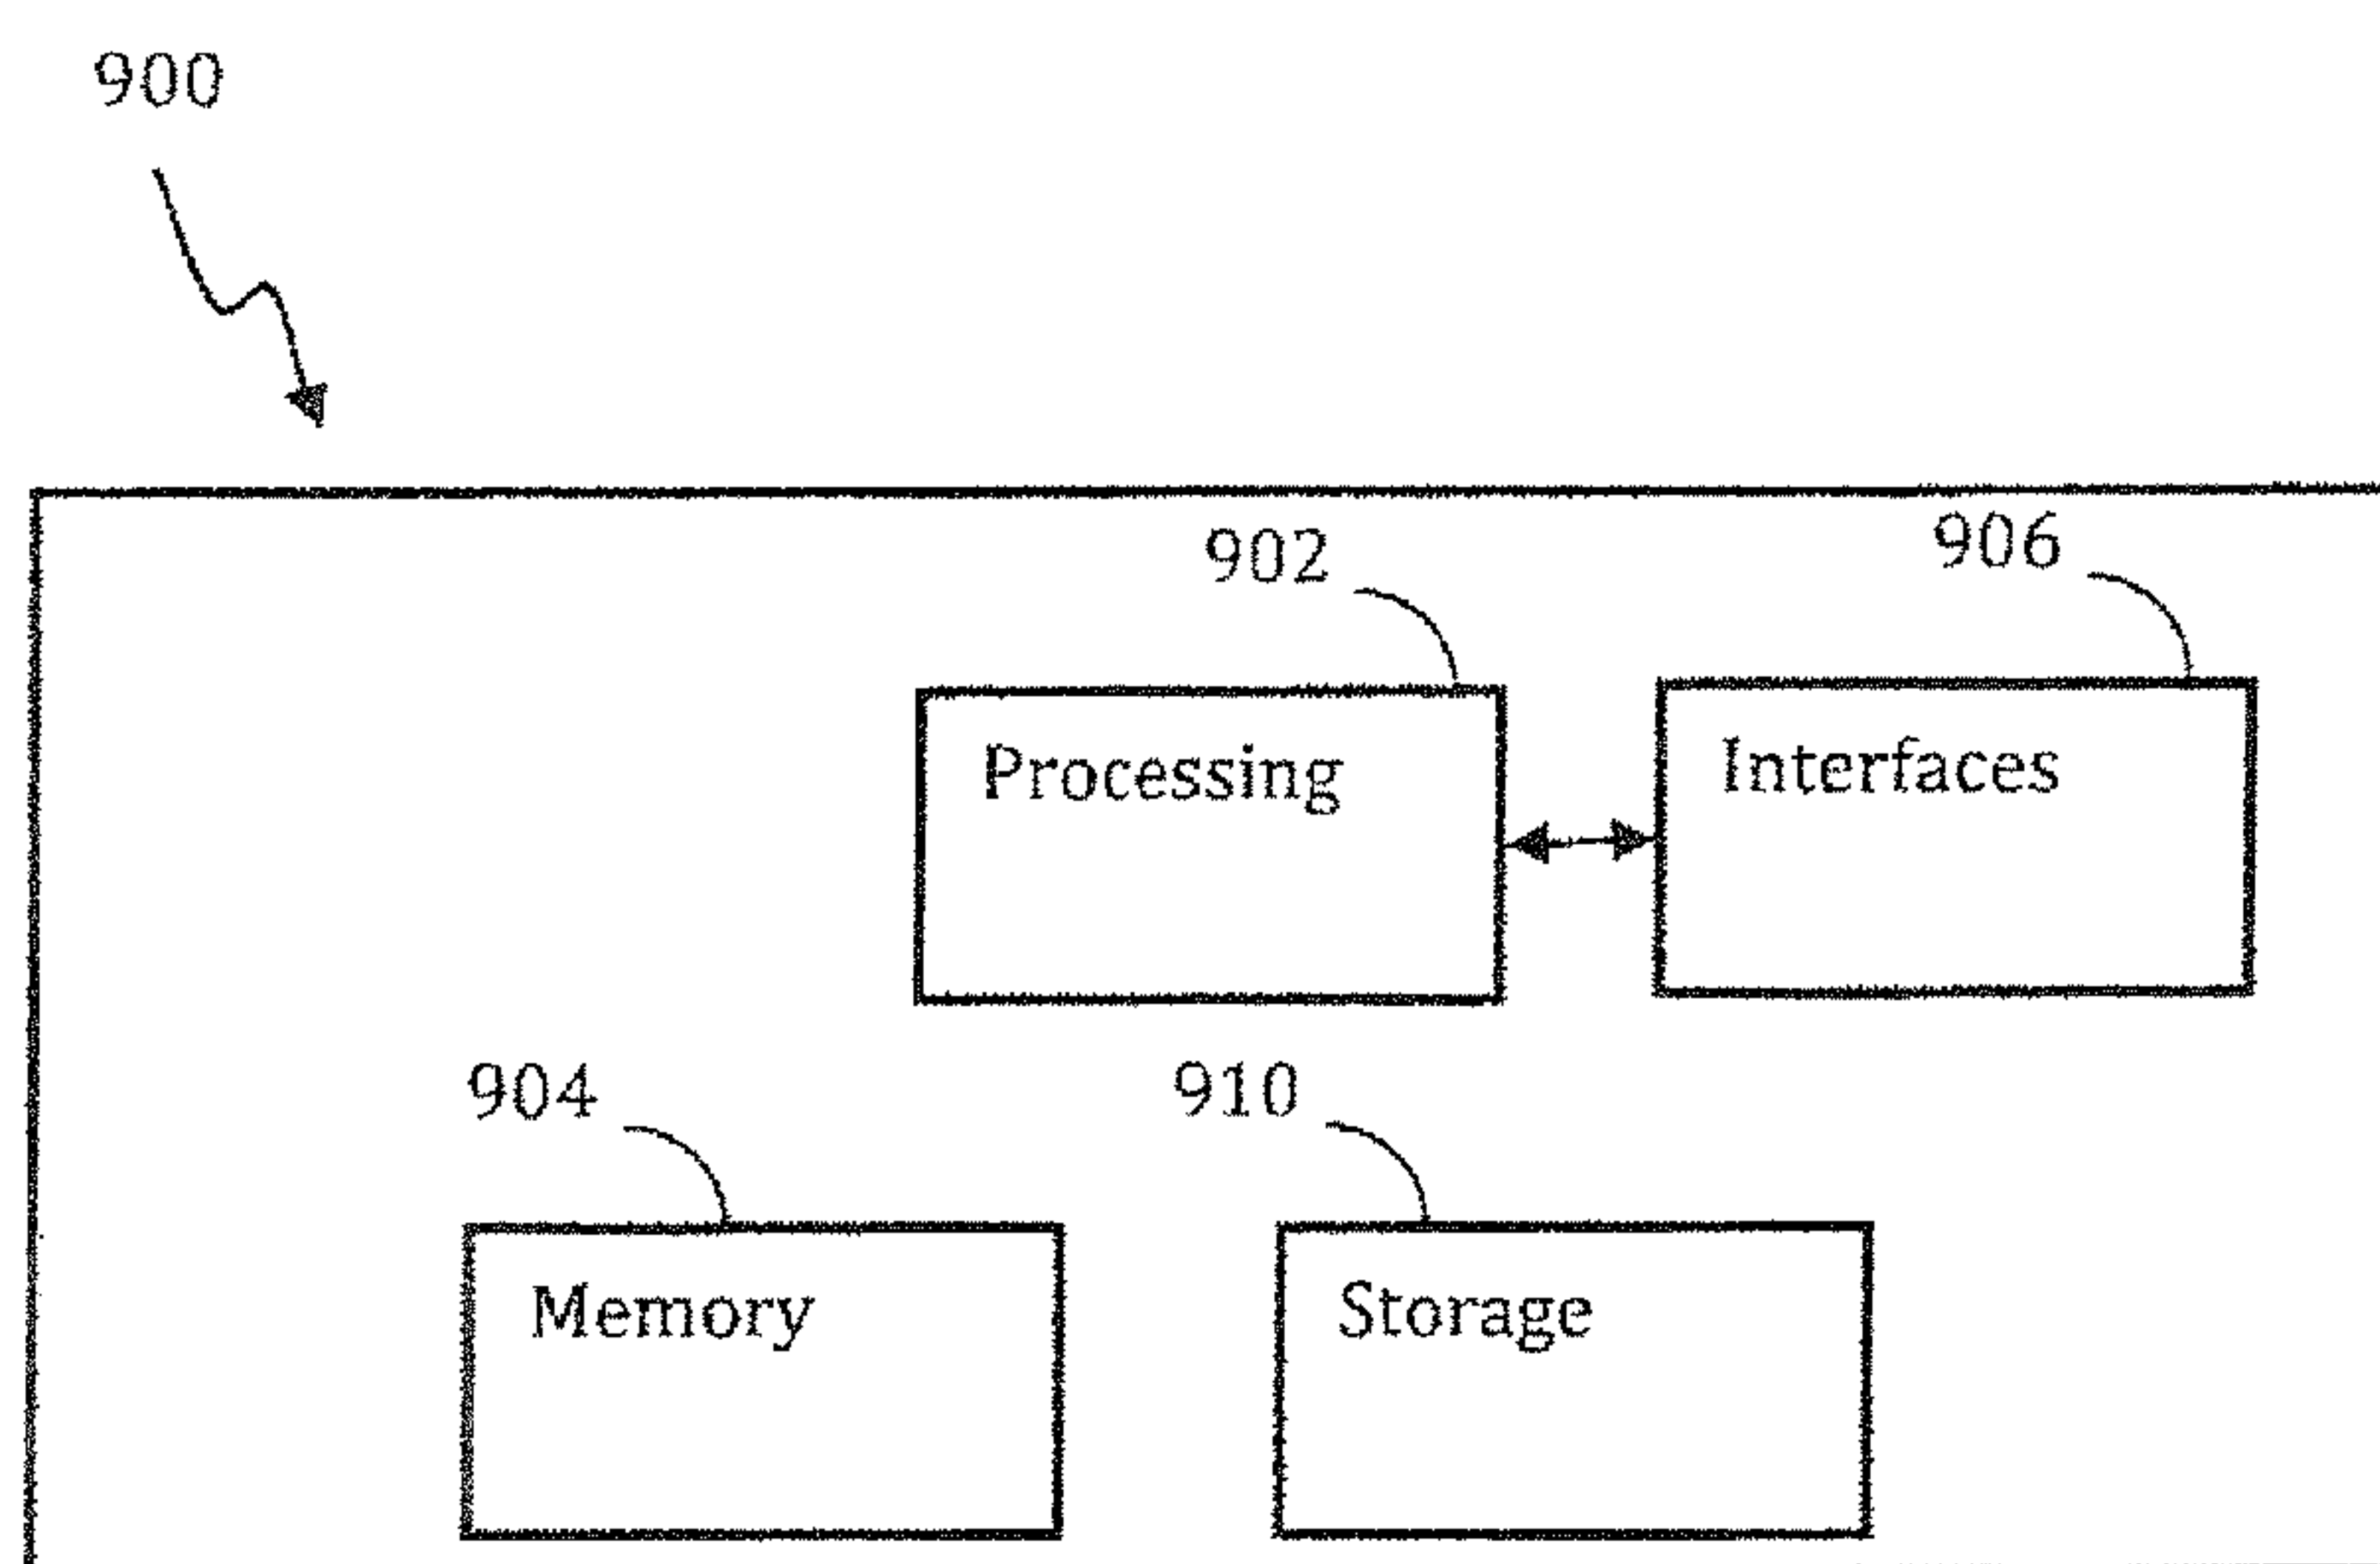 900
902
906
Processing
Interfaces
904
910
Memory
Storage